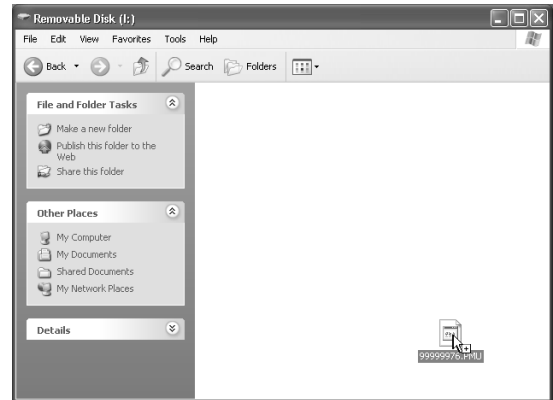 Removable Disk (I:)
File Edit View Favorites Tools Help
Back Search Folders
File and Folder Tasks
Make a new folder
Publish this folder to the
Web
Share this folder
Other Places
My Computer
My Documents
Shared Documents
My Network Places
Details
99999976.PMU